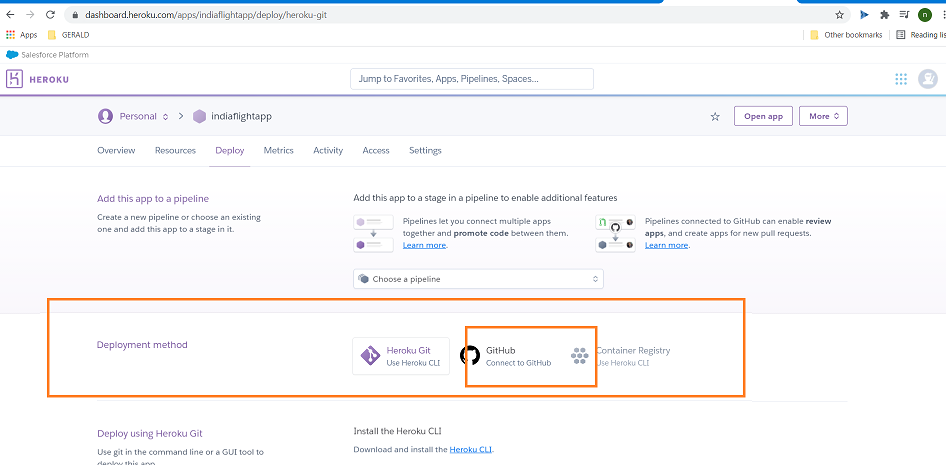 dashboard.heroku.com/apps/indiaflightapp/deploy/heroku-git
n
Apps GERALD Other bookmarks Reading lis
Salesforce Platform
HEROKU Jump to Favorites, Apps, Pipelines, Spaces...
Personal indiaflightapp Open app More
Overview Resources Deploy Metrics Activity Access Settings
Add this app to a pipeline
Create a new pipeline or choose an existing
one and add this app to a stage in it.
Add this app to a stage in a pipeline to enable additional features
Pipelines let you connect multiple apps
together and promote code between them.
Learn more.
Pipelines connected to GitHub can enable review
apps, and create apps for new pull requests.
Learn more.
Choose a pipeline
Deployment method
Heroku Git
Use Heroku CLI
GitHub
Connect to GitHub
Container Registry
Use Heroku CLI
Deploy using Heroku Git
Use git in the command line or a GUI tool to
deploy this app.
Install the Heroku CLI
Download and install the Heroku CLI.